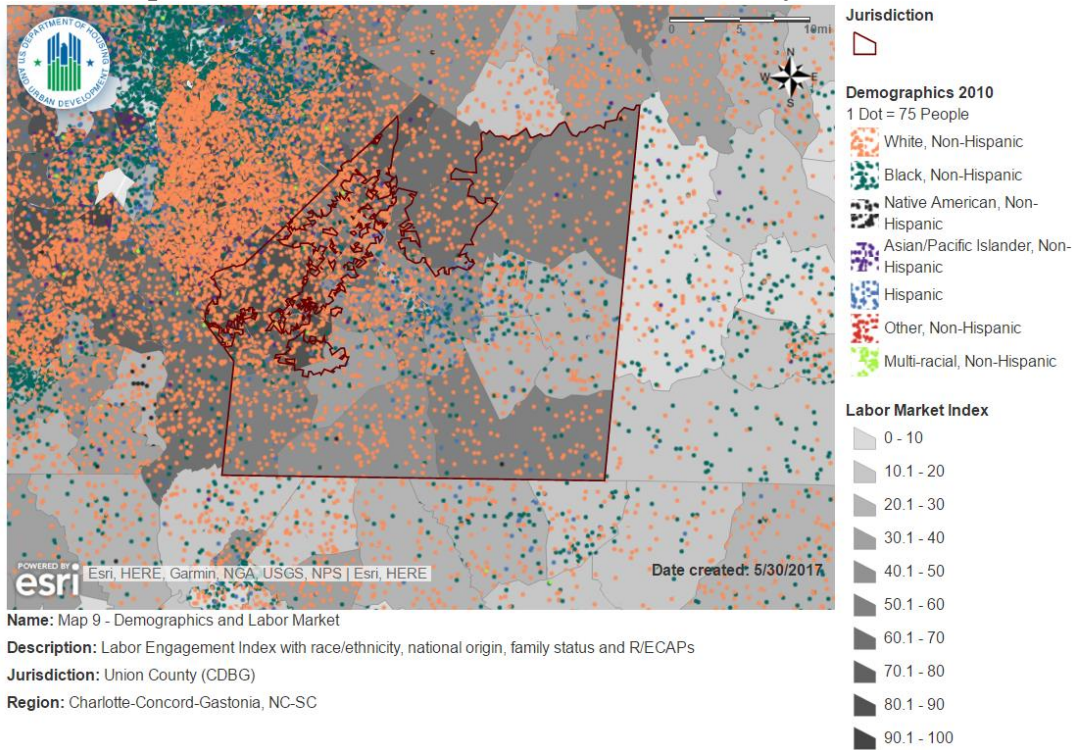 U.S. DEPARTMENT OF HOUSING
AND URBAN DEVELOPMENT
0 5 10mi
N
W E
S
POWERED BY
esri
Esri, HERE, Garmin, NGA, USGS, NPS | Esri, HERE
Date created: 5/30/2017
Jurisdiction
Demographics 2010
1 Dot = 75 People
White, Non-Hispanic
Black, Non-Hispanic
Native American, Non-
Hispanic
Asian/Pacific Islander, Non-
Hispanic
Hispanic
Other, Non-Hispanic
Multi-racial, Non-Hispanic
Labor Market Index
0 - 10
10.1 - 20
20.1 - 30
30.1 - 40
40.1 - 50
50.1 - 60
60.1 - 70
70.1 - 80
80.1 - 90
90.1 - 100
Name: Map 9 - Demographics and Labor Market
Description: Labor Engagement Index with race/ethnicity, national origin, family status and R/ECAPs
Jurisdiction: Union County (CDBG)
Region: Charlotte-Concord-Gastonia, NC-SC